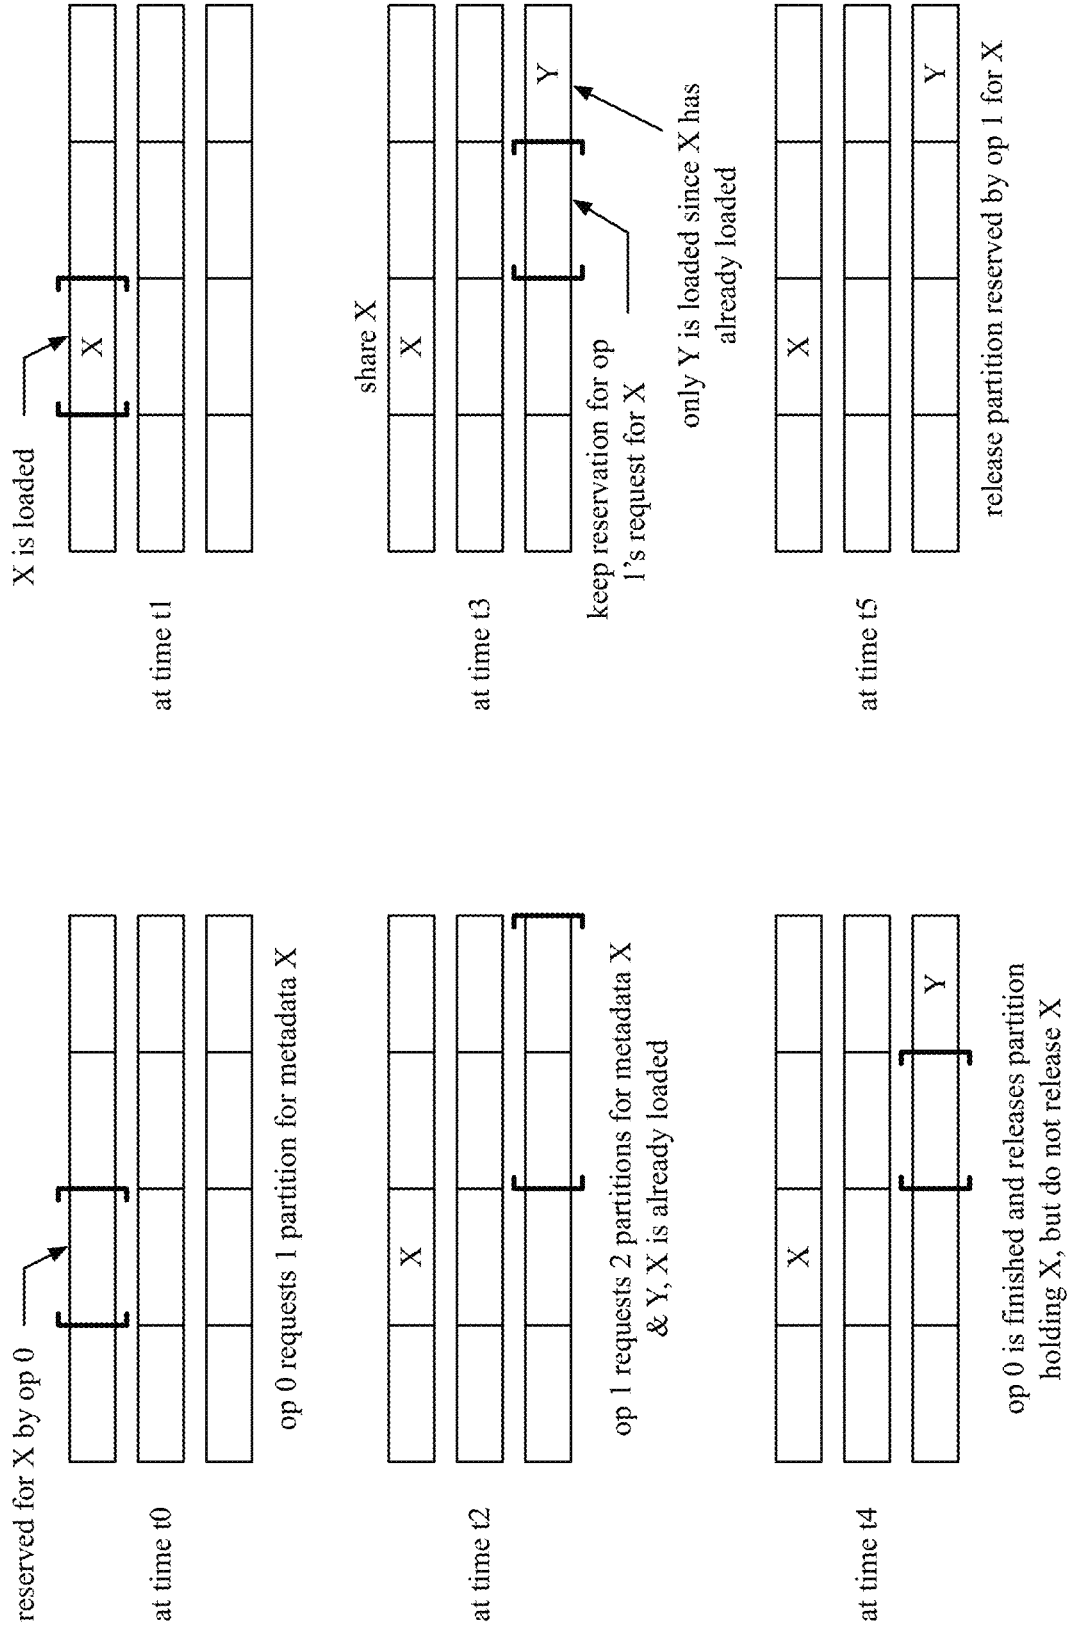 reserved for X by op 0
at time t0
op 0 requests 1 partition for metadata X
X is loaded
X
at time t1
X
at time t2
op 1 requests 2 partitions for metadata X
& Y, X is already loaded
share X
X
Y
at time t3
keep reservation for op
1's request for X
only Y is loaded since X has
already loaded
X
Y
at time t4
op 0 is finished and releases partition
holding X, but do not release X
X
Y
at time t5
release partition reserved by op 1 for X